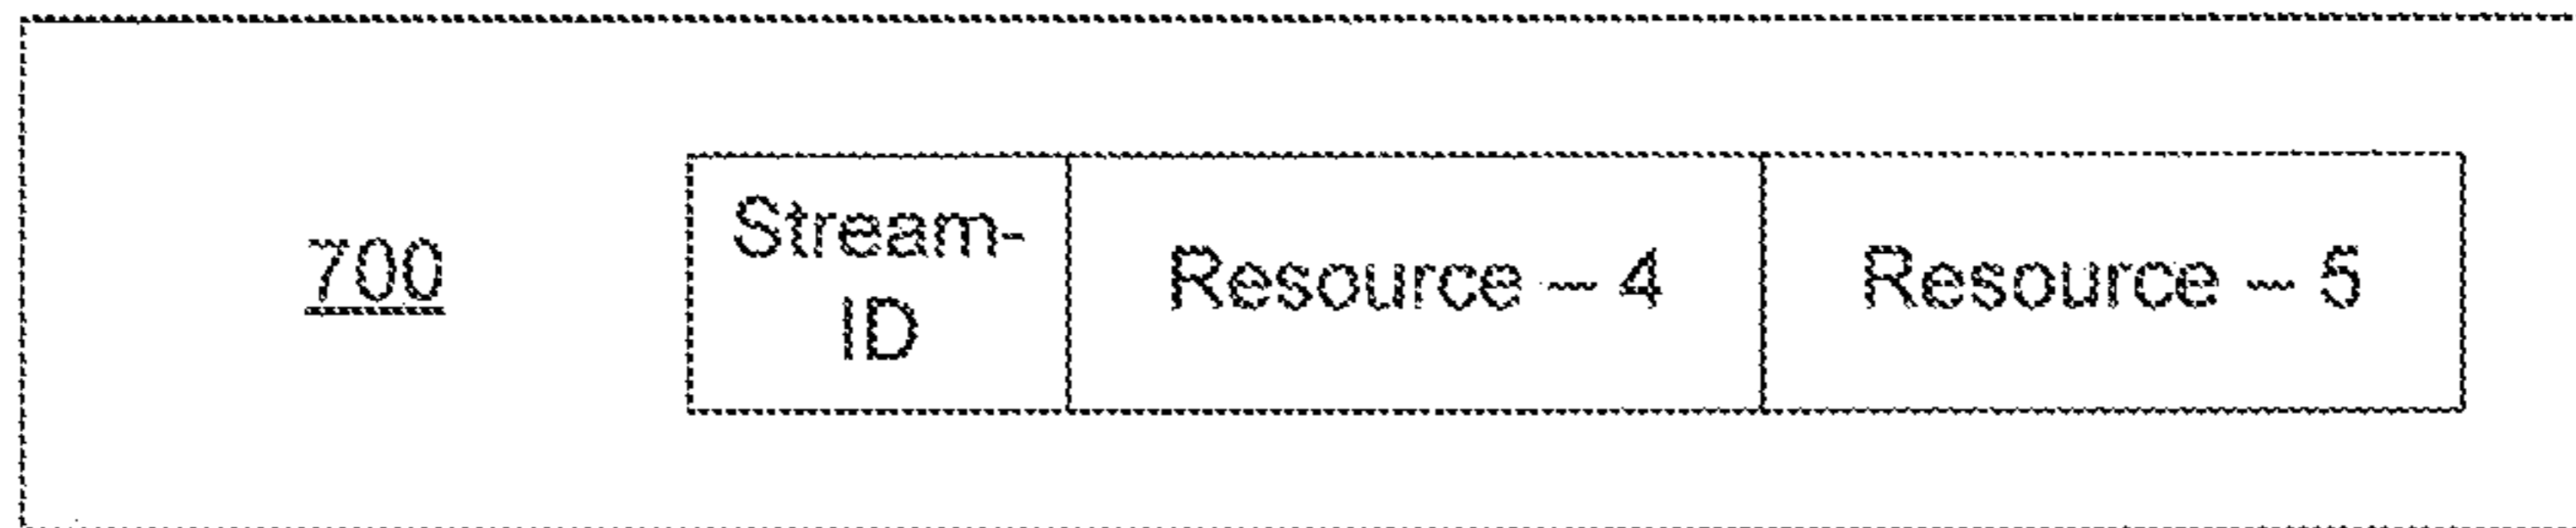 700
Stream-
ID
Resource – 4
Resource – 5